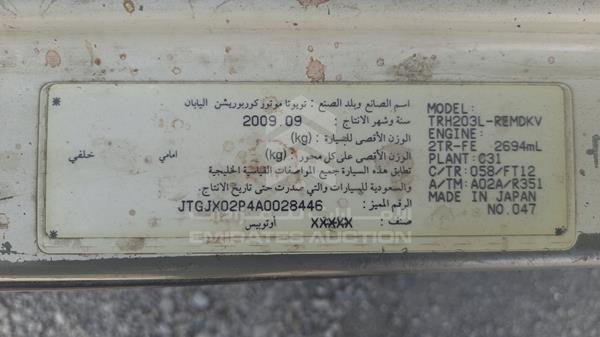 اسم الصانع وبلد الصنع : تويوتا موتور كوربوريشن اليابان
سنة وشهر الانتاج : 2009.09
الوزن الأقصى للسيارة : (kg)
الوزن الأقصى على كل محور : (kg) امامي خلفي
تطابق هذه السيارة جميع المواصفات القياسية الخليجية
والسعودية للسيارات والتي صدرت حتى تاريخ الانتاج.
الرقم المميز : JTGJX02P4A0028446
صنف : XXXXX أوتوبيس
MODEL:
TRH203L-REMDKV
ENGINE:
2TR-FE 2694mL
PLANT: C31
C/TR: 058/FT12
A/TM: A02A/R351
MADE IN JAPAN
NO.047
EMIRATES AUCTION